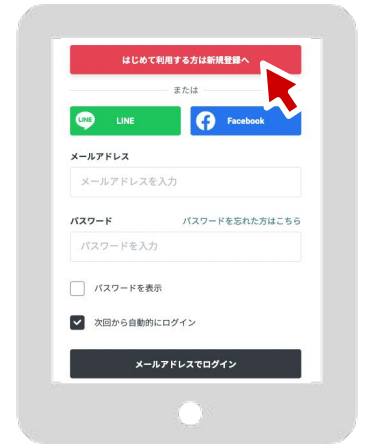 はじめて利用する方は新規登録へ
または
LINE LINE
Facebook
メールアドレス
メールアドレスを入力
パスワード
パスワードを忘れた方はこちら
パスワードを入力
パスワードを表示
次回から自動的にログイン
メールアドレスでログイン